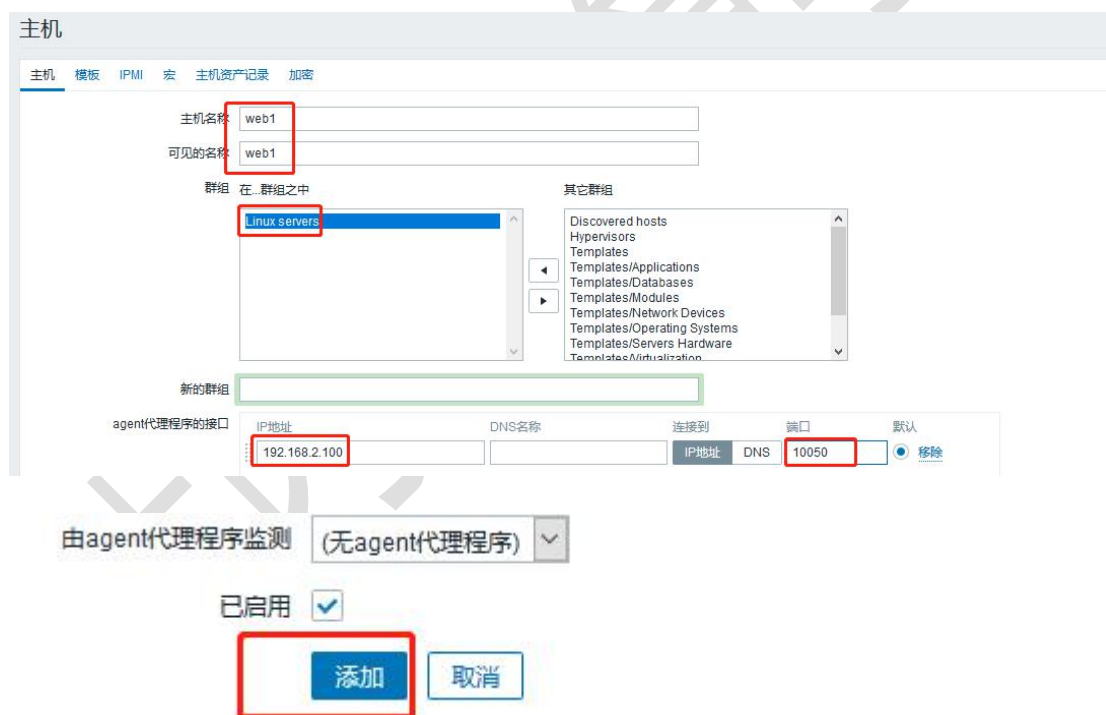 主机
主机 模板 IPMI 宏 主机资产记录 加密
主机名称 web1
可见的名称 web1
群组 在...群组之中 其它群组
Linux servers
Discovered hosts
Hypervisors
Templates
Templates/Applications
Templates/Databases
Templates/Modules
Templates/Network Devices
Templates/Operating Systems
Templates/Servers Hardware
Templates/Virtualization
新的群组
agent代理程序的接口 IP地址 DNS名称 连接到 端口 默认
192.168.2.100 IP地址 DNS 10050 移除
由agent代理程序监测 (无agent代理程序)
已启用
添加 取消